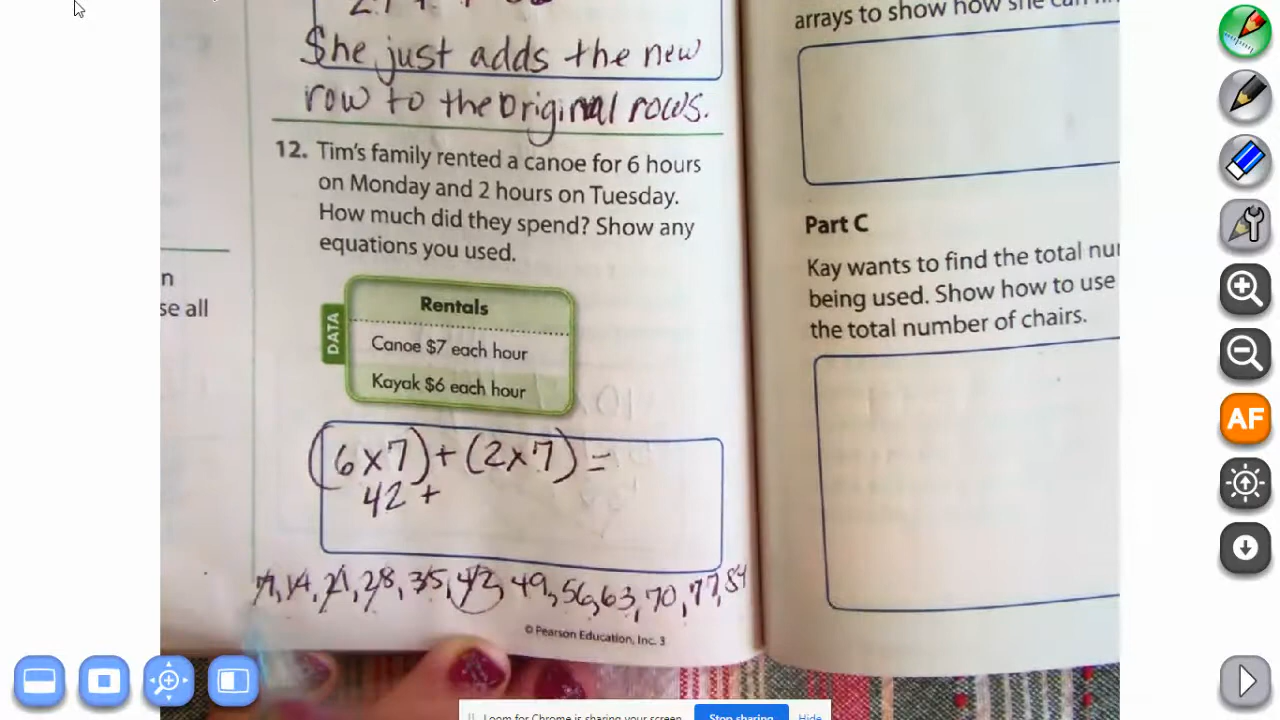 She just adds the new
row to the original rows.
12. Tim's family rented a canoe for 6 hours
on Monday and 2 hours on Tuesday.
How much did they spend? Show any
equations you used.
DATA
Rentals
Canoe $7 each hour
Kayak $6 each hour
(6x7)+(2x7)=
42+
7, 14, 21, 28, 35, 42, 49, 56, 63, 70, 77, 84
© Pearson Education, Inc. 3
n
se all
arrays to show how she can
Part C
Kay wants to find the total nu
being used. Show how to use
the total number of chairs.
AF
Loom for Chrome is sharing your screen.
Stop sharing
Hide